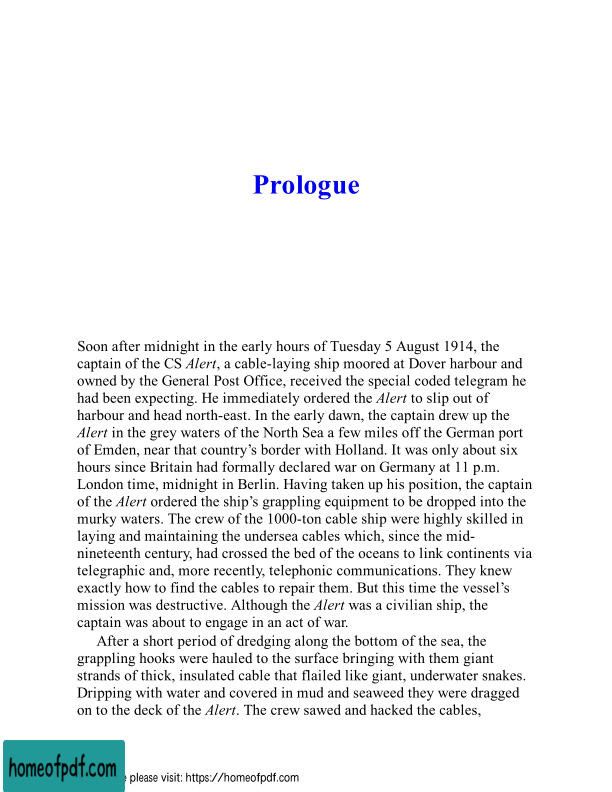 Prologue
Soon after midnight in the early hours of Tuesday 5 August 1914, the
captain of the CS Alert, a cable-laying ship moored at Dover harbour and
owned by the General Post Office, received the special coded telegram he
had been expecting. He immediately ordered the Alert to slip out of
harbour and head north-east. In the early dawn, the captain drew up the
Alert in the grey waters of the North Sea a few miles off the German port
of Emden, near that country’s border with Holland. It was only about six
hours since Britain had formally declared war on Germany at 11 p.m.
London time, midnight in Berlin. Having taken up his position, the captain
of the Alert ordered the ship’s grappling equipment to be dropped into the
murky waters. The crew of the 1000-ton cable ship were highly skilled in
laying and maintaining the undersea cables which, since the mid-
nineteenth century, had crossed the bed of the oceans to link continents via
telegraphic and, more recently, telephonic communications. They knew
exactly how to find the cables to repair them. But this time the vessel’s
mission was destructive. Although the Alert was a civilian ship, the
captain was about to engage in an act of war.
After a short period of dredging along the bottom of the sea, the
grappling hooks were hauled to the surface bringing with them giant
strands of thick, insulated cable that flailed like giant, underwater snakes.
Dripping with water and covered in mud and seaweed they were dragged
on to the deck of the Alert. The crew sawed and hacked the cables,
homeofpdf.com
please visit: https://homeofpdf.com